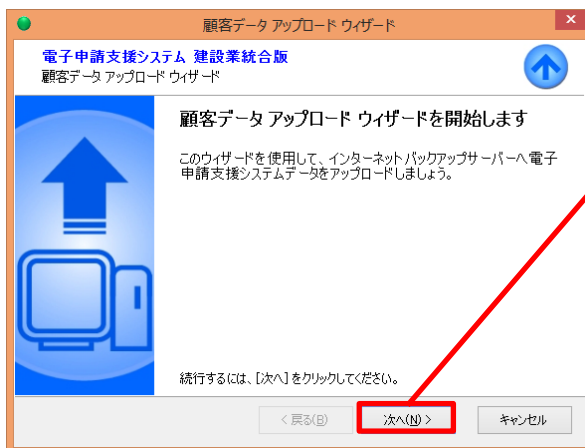 顧客データ アップロード ウィザード
電子申請支援システム 建設業統合版
顧客データ アップロード ウィザード
顧客データ アップロード ウィザードを開始します
このウィザードを使用して、インターネットバックアップサーバーへ電子
申請支援システムデータをアップロードしましょう。
続行するには、[次へ]をクリックしてください。
< 戻る(B)
次へ(N) >
キャンセル